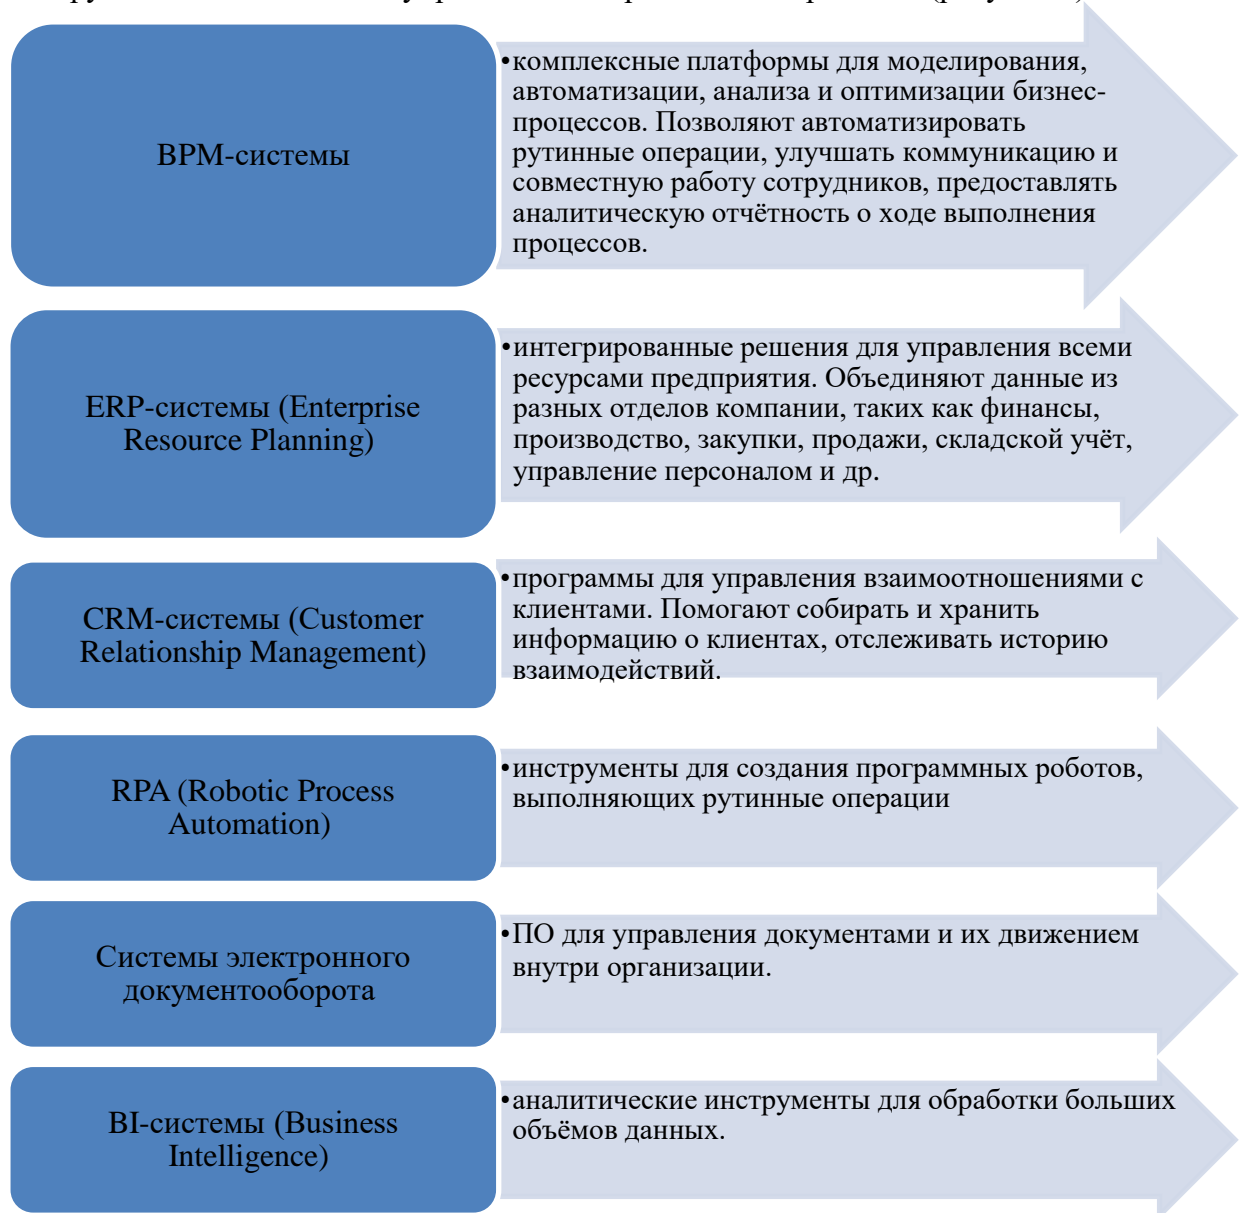 BPM-системы
•комплексные платформы для моделирования,
автоматизации, анализа и оптимизации бизнес-
процессов. Позволяют автоматизировать
рутинные операции, улучшать коммуникацию и
совместную работу сотрудников, предоставлять
аналитическую отчётность о ходе выполнения
процессов.
ERP-системы (Enterprise
Resource Planning)
•интегрированные решения для управления всеми
ресурсами предприятия. Объединяют данные из
разных отделов компании, таких как финансы,
производство, закупки, продажи, складской учёт,
управление персоналом и др.
CRM-системы (Customer
Relationship Management)
•программы для управления взаимоотношениями с
клиентами. Помогают собирать и хранить
информацию о клиентах, отслеживать историю
взаимодействий.
RPA (Robotic Process
Automation)
•инструменты для создания программных роботов,
выполняющих рутинные операции
Системы электронного
документооборота
•ПО для управления документами и их движением
внутри организации.
BI-системы (Business
Intelligence)
•аналитические инструменты для обработки больших
объёмов данных.